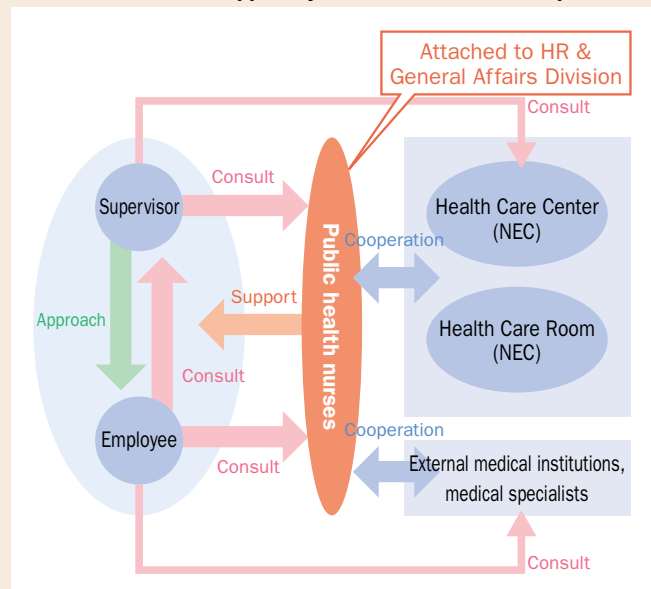 Attached to HR &
General Affairs Division
Consult
Supervisor
Consult
Health Care Center
(NEC)
Public health nurses
Cooperation
Support
Approach
Health Care Room
(NEC)
Consult
Employee
Cooperation
Consult
External medical institutions,
medical specialists
Consult